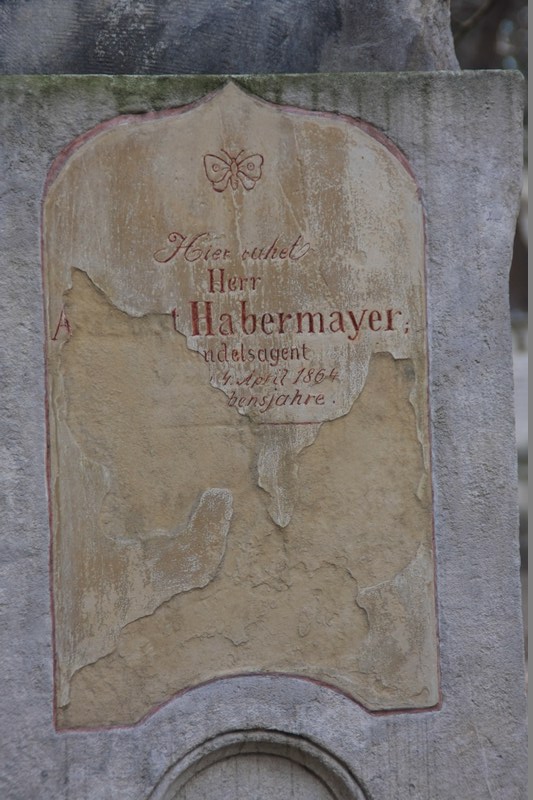 Hier ruhet
Herr
A t Habermayer;
ndelsagent
4. April 1864
bensjahre.